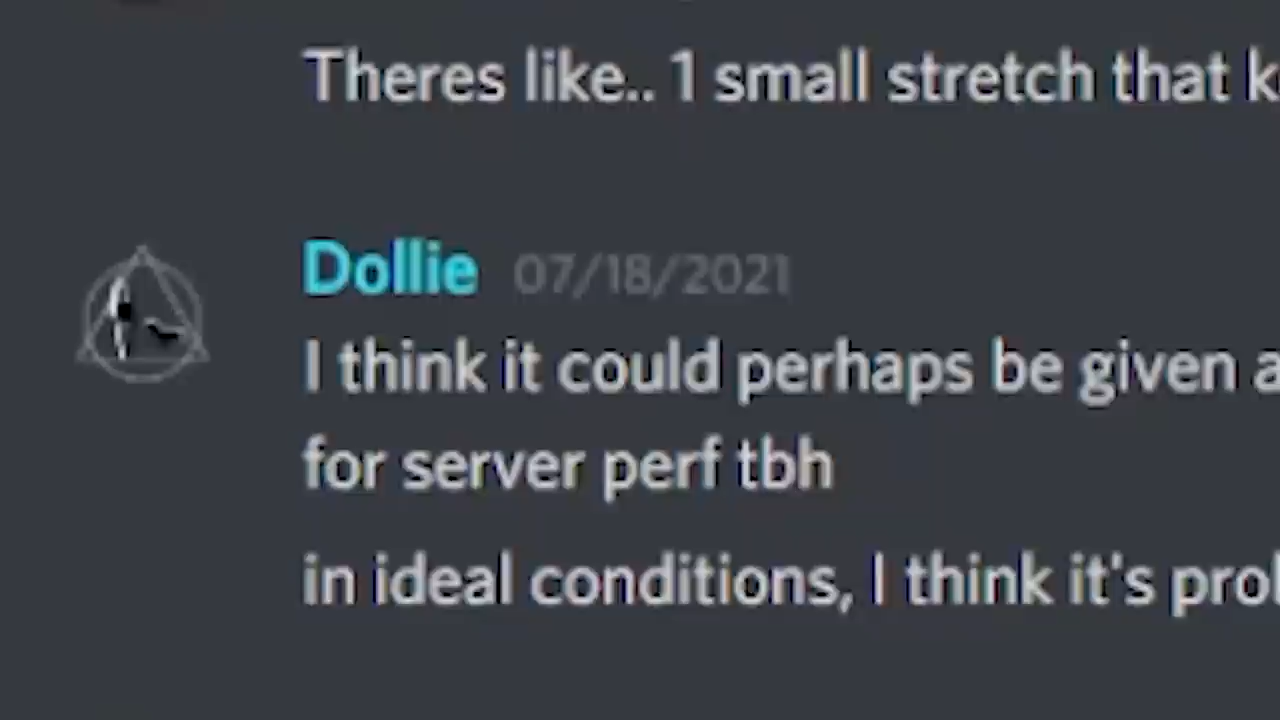 Theres like.. 1 small stretch that
Dollie 07/18/2021
I think it could perhaps be given
for server perf tbh
in ideal conditions, I think it's